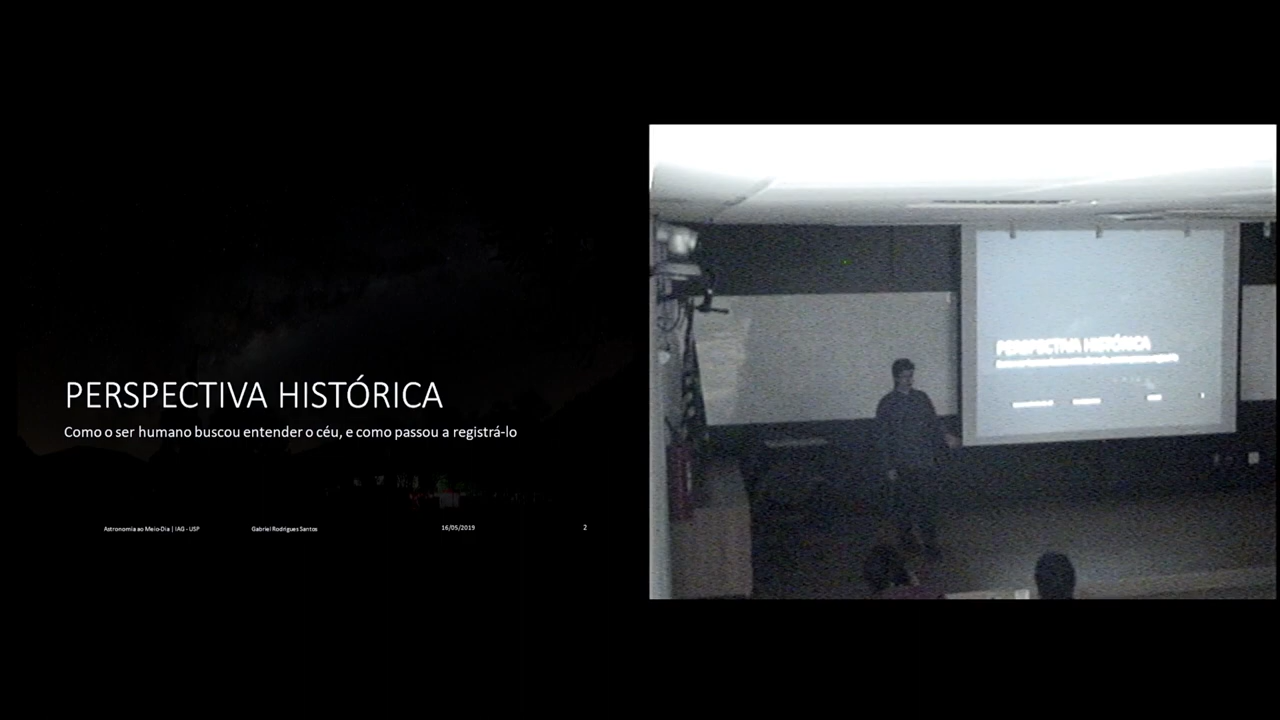 PERSPECTIVA HISTÓRICA
Como o ser humano buscou entender o céu, e como passou a registrá-lo
Astronomia ao Meio-Dia | IAG - USP
Gabriel Rodrigues Santos
16/05/2019
2
PERSPECTIVA HISTÓRICA